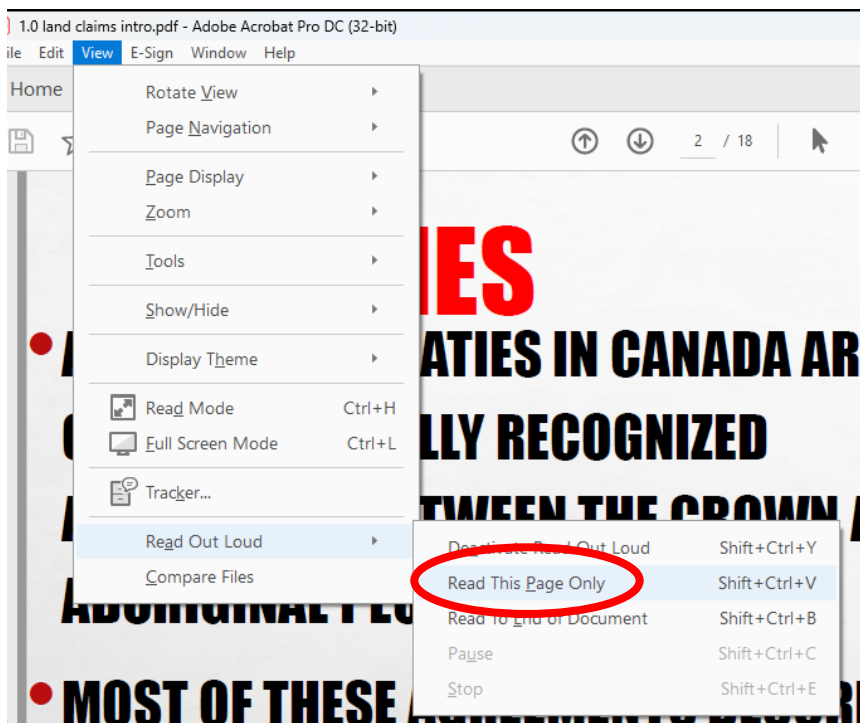 1.0 land claims intro.pdf - Adobe Acrobat Pro DC (32-bit)
Edit View E-Sign Window Help
Home
2 / 18
Rotate View
Page Navigation
Page Display
Zoom
Tools
Show/Hide
Display Theme
Read Mode Ctrl+H
Full Screen Mode Ctrl+L
Tracker...
Read Out Loud
Compare Files
Deactivate Read Out Loud Shift+Ctrl+Y
Read This Page Only Shift+Ctrl+V
Read To End of Document Shift+Ctrl+B
Pause Shift+Ctrl+C
Stop Shift+Ctrl+E
IES
ATIES IN CANADA AR
LLY RECOGNIZED
TWEEN THE CROWN A
ABORIGINAL PEO
• MOST OF THESE AGREEMENTS